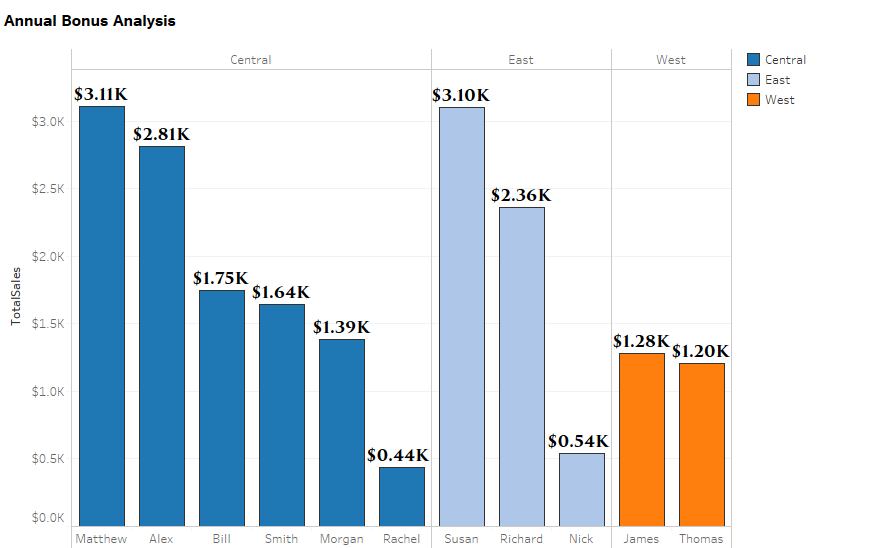 Annual Bonus Analysis
Central East West
Central
East
West
$3.11K $2.81K $1.75K $1.64K $1.39K $0.44K $3.10K $2.36K $0.54K $1.28K $1.20K
TotalSales
$3.0K
$2.5K
$2.0K
$1.5K
$1.0K
$0.5K
$0.0K
Matthew Alex Bill Smith Morgan Rachel Susan Richard Nick James Thomas